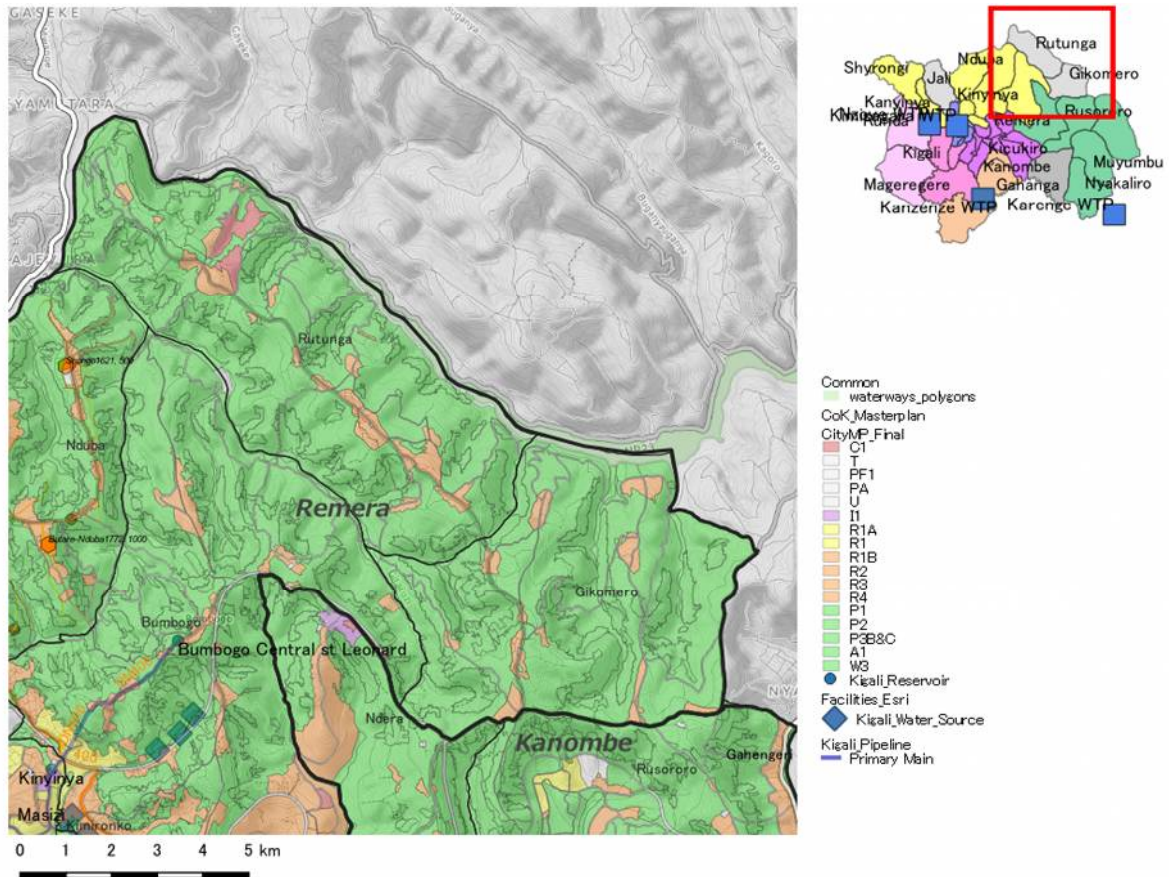 GASEKE
Rutunga
Nduba
Shyrongi
Jali
Gikomero
Kinyinya
Kanyinya
Rusororo
Remera
Kicukiro
Kigali
Kanombe
Muyumbu
Mageregere
Gahanga
Nyakaliro
Kanzenze WTP
Karenge WTP
Rutunga
Nduba
Remera
Gikomero
Bumbogo
Bumbogo Central st Leonard
Ndera
Kanombe
Rusororo
Gahengeri
Kinyinya
Masizi
Kimironko
0 1 2 3 4 5 km
Common
waterways_polygons
CoK_Masterplan
CityMP_Final
C1
T
PF1
PA
U
I1
R1A
R1
R1B
R2
R3
R4
P1
P2
P3B&C
A1
W3
Kigali_Reservoir
Facilities_Esri
Kigali_Water_Source
Kigali_Pipeline
Primary Main